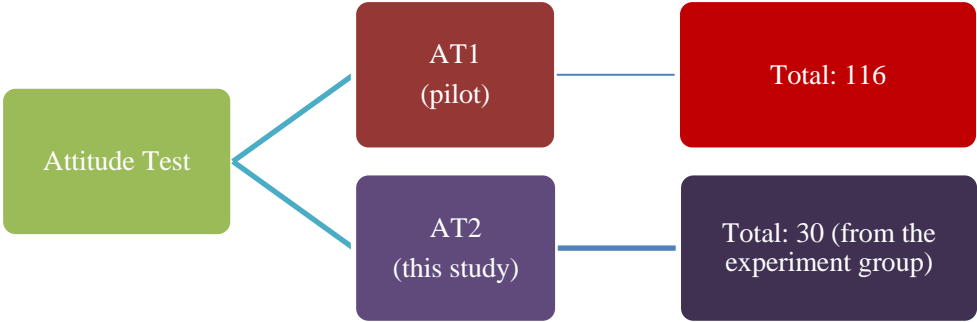 Attitude Test
AT1
(pilot)
Total: 116
AT2
(this study)
Total: 30 (from the
experiment group)